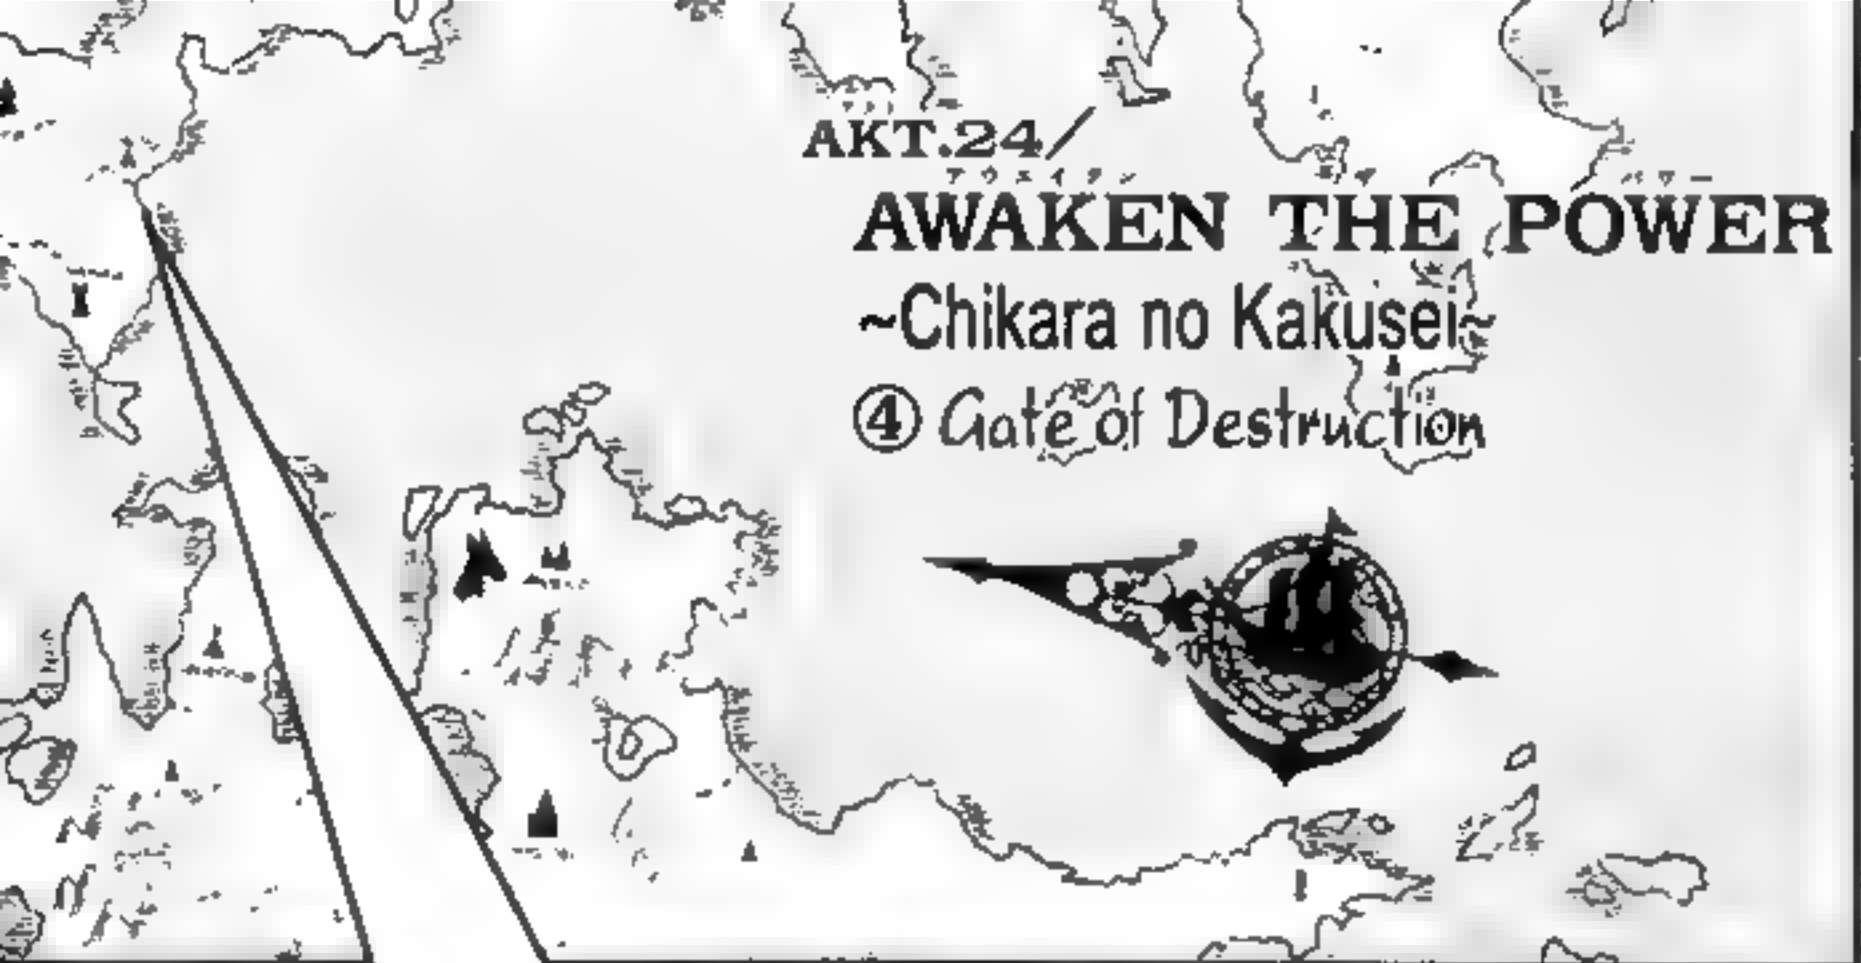 AKT.24/
アウェイクン ザ パワー
AWAKEN THE POWER
~Chikara no Kakusei~
④ Gate of Destruction